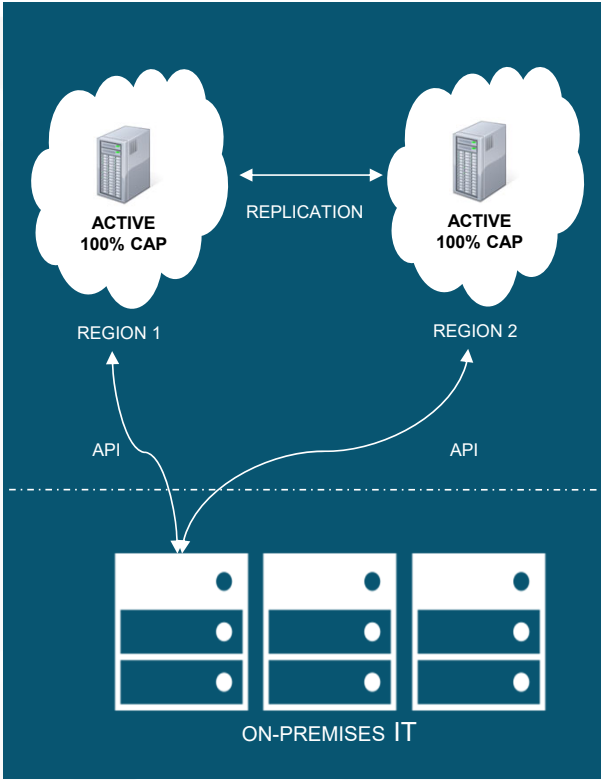 ACTIVE
100% CAP
REPLICATION
ACTIVE
100% CAP
REGION 1
REGION 2
API
API
ON-PREMISES IT